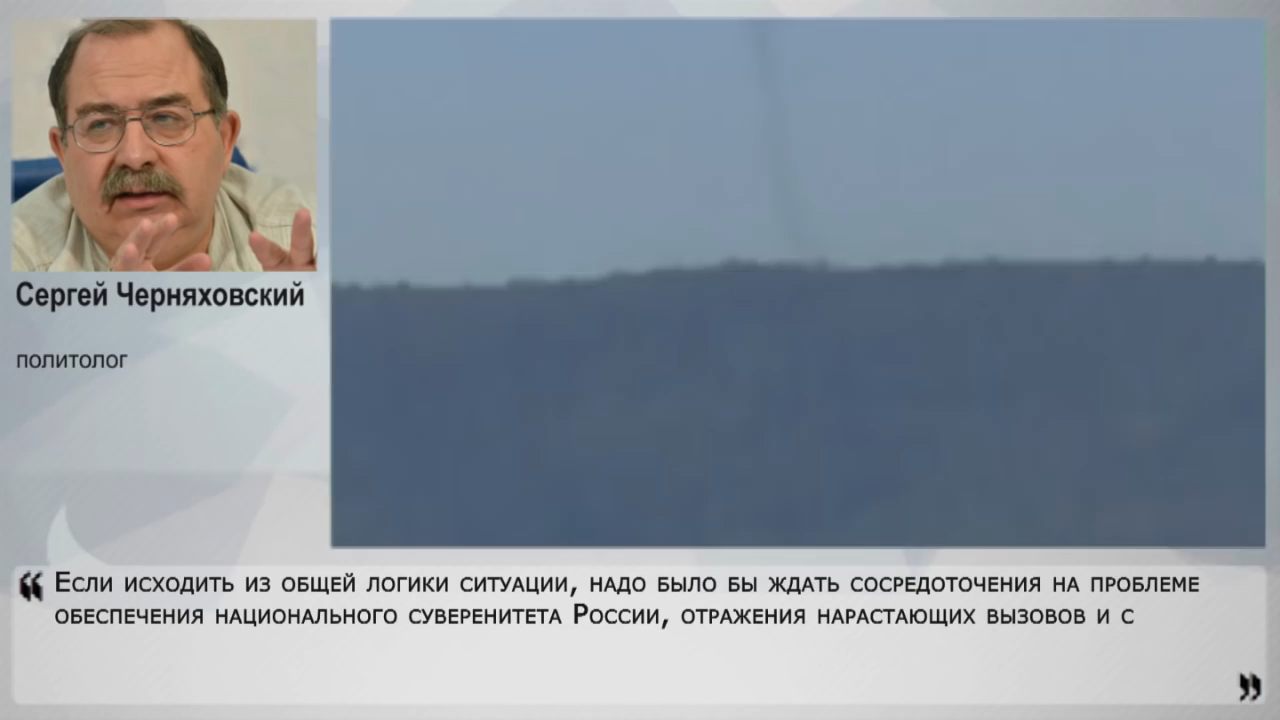 Сергей Черняховский
политолог
“ Если исходить из общей логики ситуации, надо было бы ждать сосредоточения на проблеме
обеспечения национального суверенитета России, отражения нарастающих вызовов и с
”